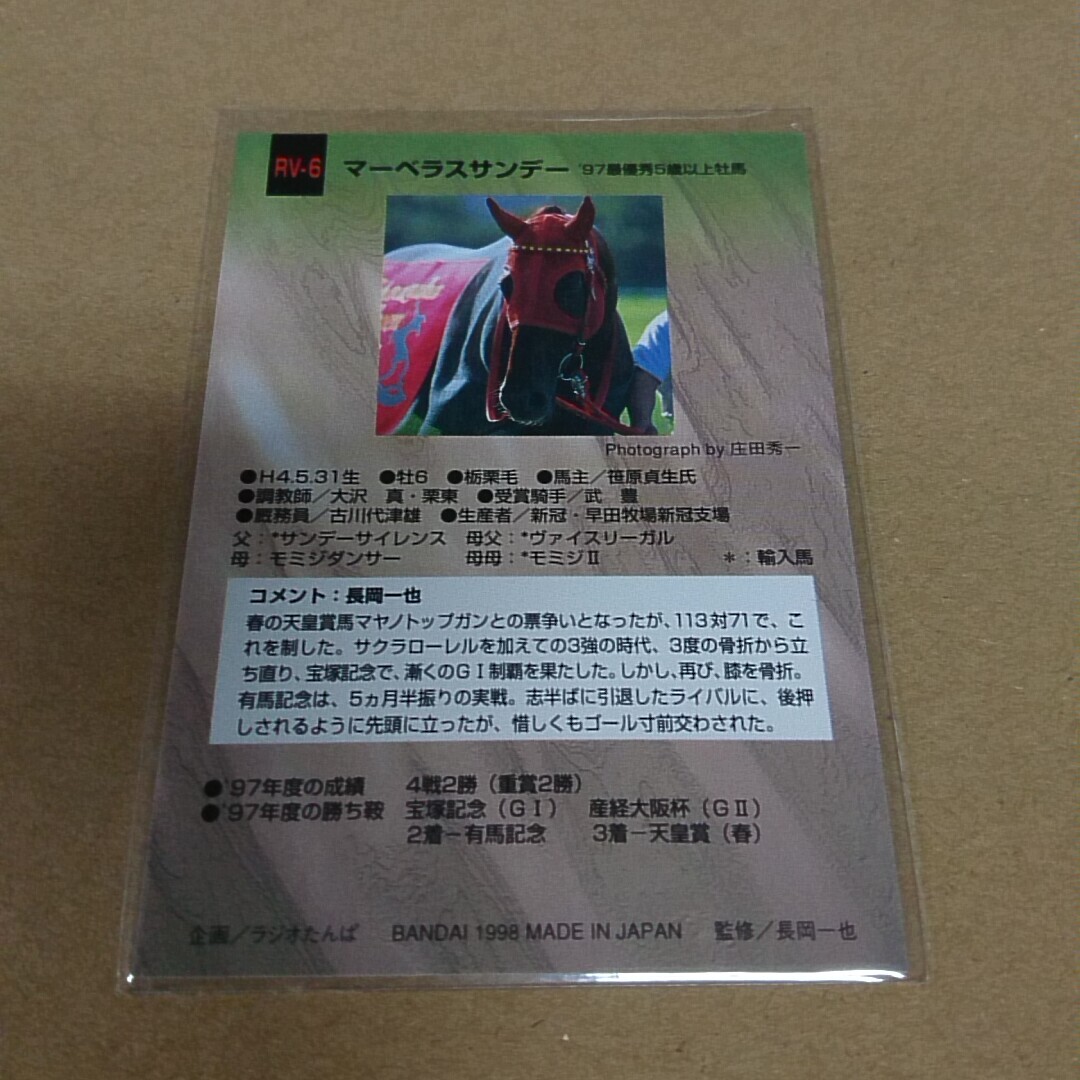 RV-6 マーベラスサンデー '97最優秀5歳以上牡馬
Photograph by 庄田秀一
●H4.5.31生 ●牡6 ●栃栗毛 ●馬主／笹原貞生氏
●調教師／大沢 真・栗東 ●受賞騎手／武 豊
●厩務員／古川代津雄 ●生産者／新冠・早田牧場新冠支場
父：*サンデーサイレンス 母父：*ヴァイスリーガル
母：モミジダンサー 母母：*モミジⅡ ＊：輸入馬
コメント：長岡一也
春の天皇賞馬マヤノトップガンとの票争いとなったが、113対71で、こ
れを制した。サクラローレルを加えての3強の時代、3度の骨折から立
ち直り、宝塚記念で、漸くのGⅠ制覇を果たした。しかし、再び、膝を骨折。
有馬記念は、5ヵ月半振りの実戦。志半ばに引退したライバルに、後押
しされるように先頭に立ったが、惜しくもゴール寸前交わされた。
●'97年度の成績 4戦2勝（重賞2勝）
●'97年度の勝ち鞍 宝塚記念（GⅠ） 産経大阪杯（GⅡ）
2着－有馬記念 3着－天皇賞（春）
企画／ラジオたんぱ BANDAI 1998 MADE IN JAPAN 監修／長岡一也